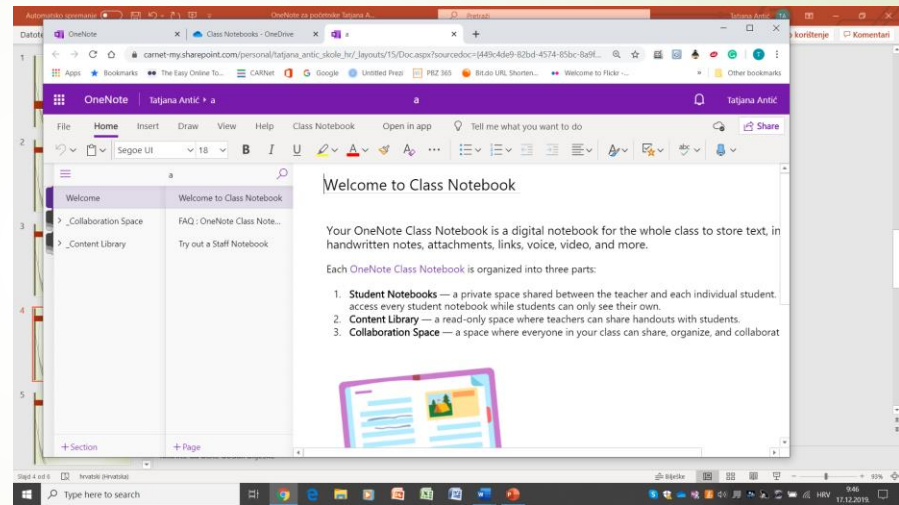 Automatsko spremanje
OneNote za početnike Tatjana A...
Pretraži
Tatjana Antić TA
Datote
korištenje Komentari
OneNote
Class Notebooks - OneDrive
a
carnet-my.sharepoint.com/personal/tatjana_antic_skole_hr/_layouts/15/Doc.aspx?sourcedoc={449c4de9-82bd-4574-85bc-8a9f...
Apps Bookmarks The Easy Online To... CARNet G Google Untitled Prezi PBZ 365 Bit.do URL Shorten... Welcome to Flickr -... » Other bookmarks
OneNote Tatjana Antić ▸ a a Tatjana Antić
File Home Insert Draw View Help Class Notebook Open in app Tell me what you want to do Share
Segoe UI 18 B I U A A abc
a
Welcome
_Collaboration Space
_Content Library
Welcome to Class Notebook
FAQ : OneNote Class Note...
Try out a Staff Notebook
Welcome to Class Notebook
Your OneNote Class Notebook is a digital notebook for the whole class to store text, in
handwritten notes, attachments, links, voice, video, and more.
Each OneNote Class Notebook is organized into three parts:
1. Student Notebooks — a private space shared between the teacher and each individual student.
access every student notebook while students can only see their own.
2. Content Library — a read-only space where teachers can share handouts with students.
3. Collaboration Space — a space where everyone in your class can share, organize, and collaborat
+ Section
+ Page
1
2
3
4
5
Slajd 4 od 6 hrvatski (Hrvatska) Bilješke 93%
Type here to search
HRV
9:46
17.12.2019.